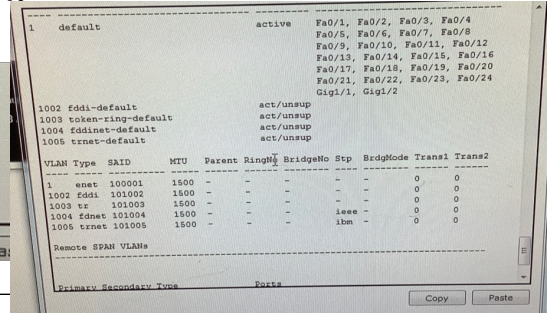 1 default active Fa0/1, Fa0/2, Fa0/3, Fa0/4
Fa0/5, Fa0/6, Fa0/7, Fa0/8
Fa0/9, Fa0/10, Fa0/11, Fa0/12
Fa0/13, Fa0/14, Fa0/15, Fa0/16
Fa0/17, Fa0/18, Fa0/19, Fa0/20
Fa0/21, Fa0/22, Fa0/23, Fa0/24
Gig1/1, Gig1/2
1002 fddi-default act/unsup
1003 token-ring-default act/unsup
1004 fddinet-default act/unsup
1005 trnet-default act/unsup
VLAN Type SAID MTU Parent RingNo BridgeNo Stp BrdgMode Trans1 Trans2
1 enet 100001 1500 - - - - - 0 0
1002 fddi 101002 1500 - - - - - 0 0
1003 tr 101003 1500 - - - - - 0 0
1004 fdnet 101004 1500 - - - ieee - 0 0
1005 trnet 101005 1500 - - - ibm - 0 0
Remote SPAN VLANs
Primary Secondary Type Ports
Copy Paste